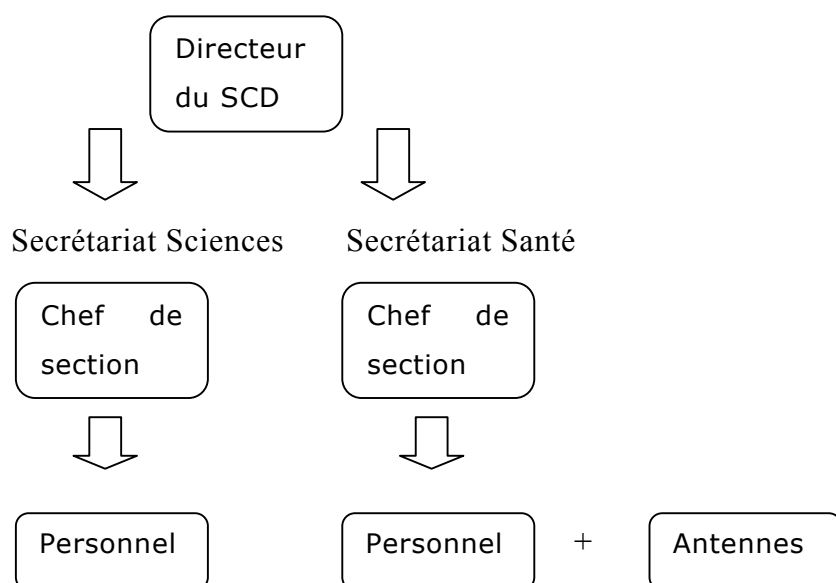 Directeur
du SCD
Secrétariat Sciences Secrétariat Santé
Chef de Chef de
section section
Personnel Personnel + Antennes